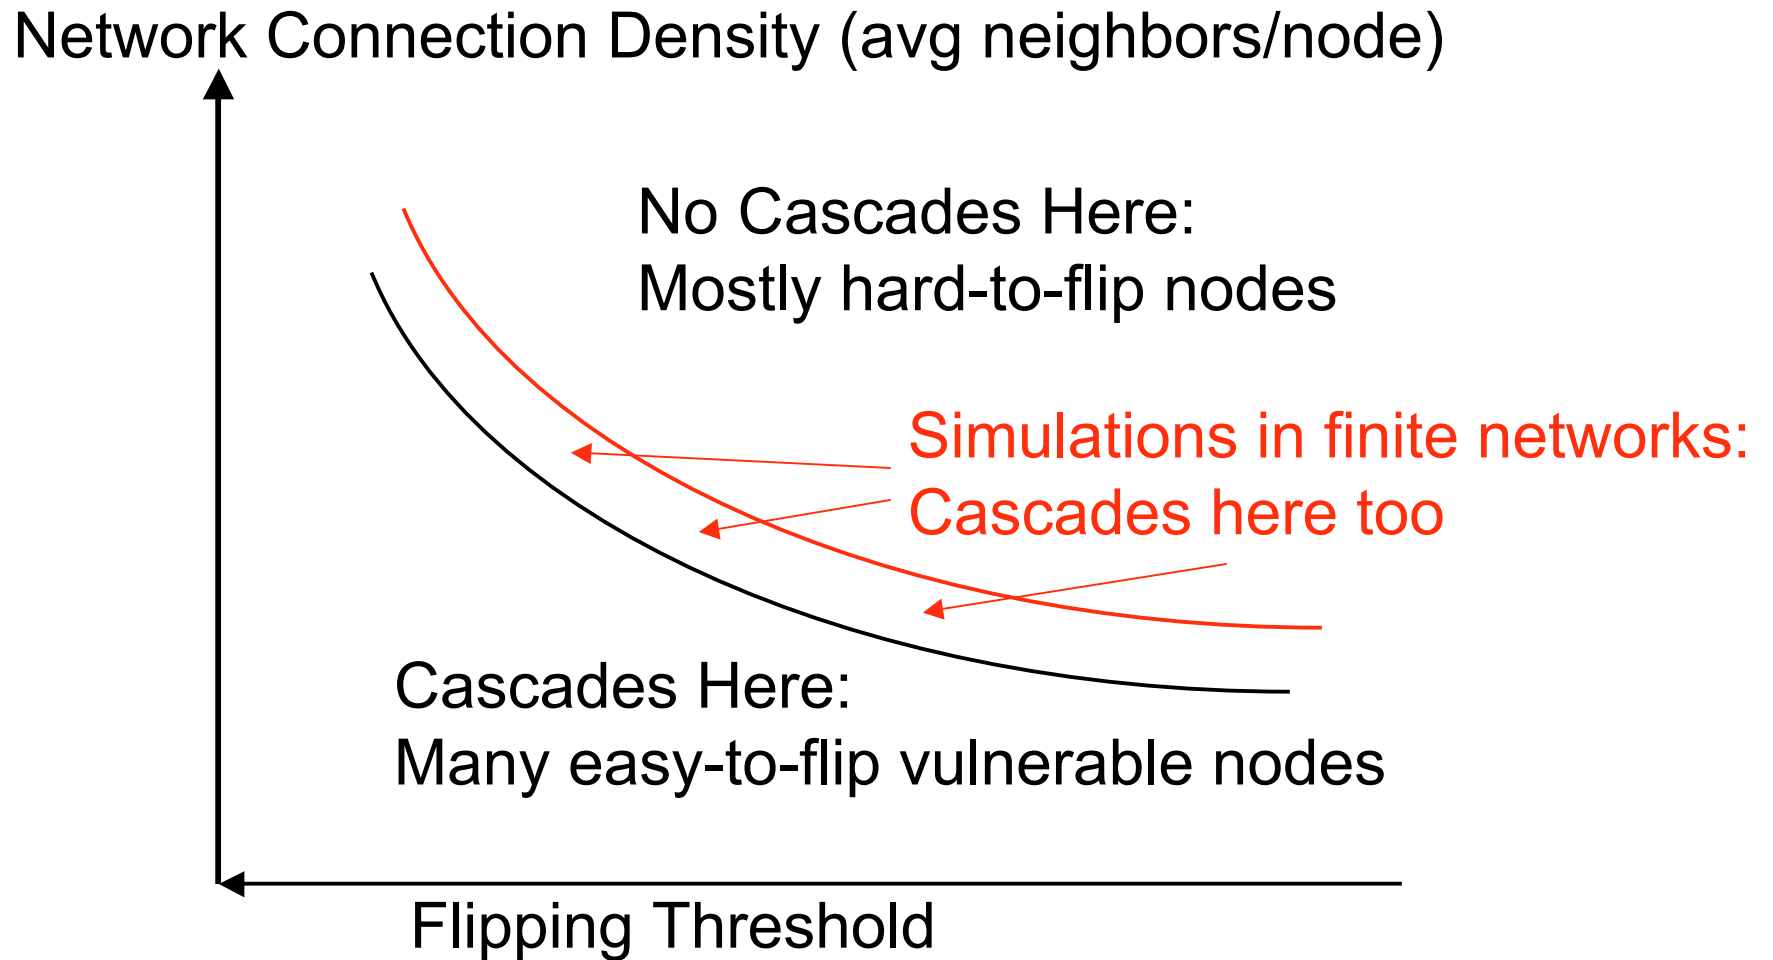 Network Connection Density (avg neighbors/node)
No Cascades Here:
Mostly hard-to-flip nodes
Simulations in finite networks:
Cascades here too
Cascades Here:
Many easy-to-flip vulnerable nodes
Flipping Threshold